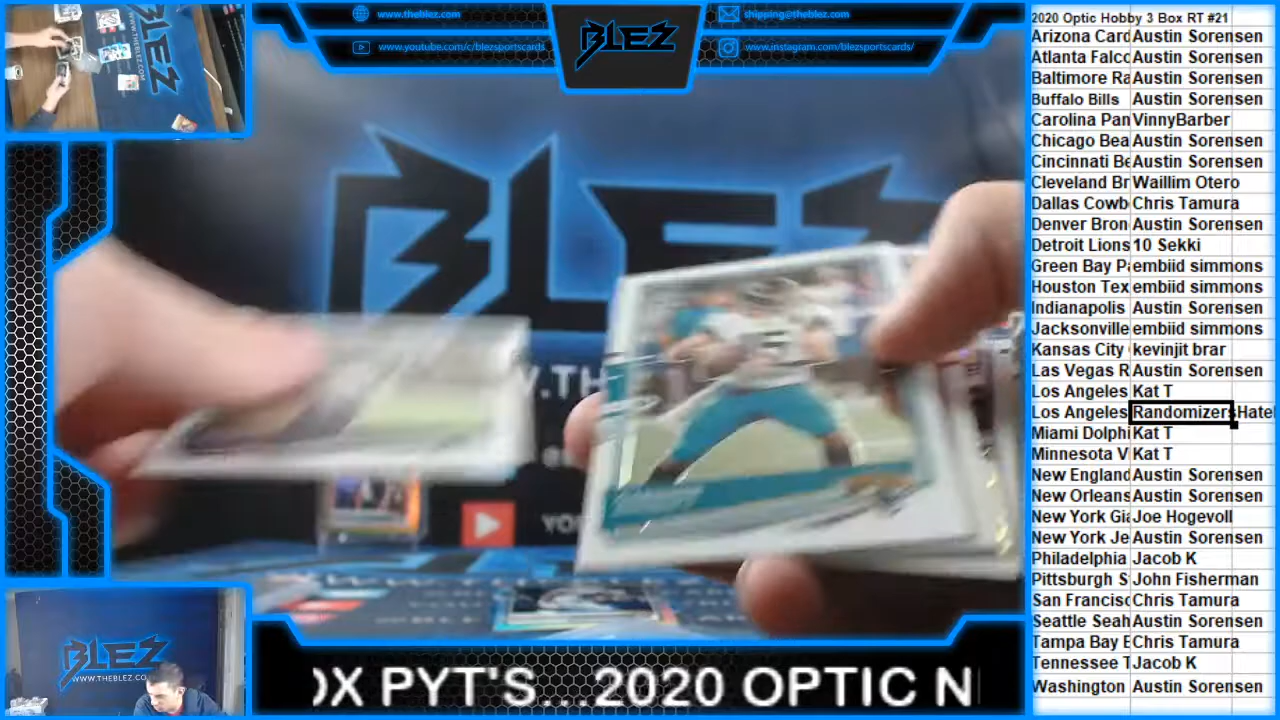 www.theblez.com
shipping@theblez.com
www.youtube.com/c/blezsportscards
www.instagram.com/blezsportscards/
BLEZ
BLEZ
BLEZ
WWW.THEBLEZ.CO
OX PYT'S...2020 OPTIC N
2020 Optic Hobby 3 Box RT #21
Arizona Card Austin Sorensen
Atlanta Falco Austin Sorensen
Baltimore Ra Austin Sorensen
Buffalo Bills Austin Sorensen
Carolina Pan VinnyBarber
Chicago Bea Austin Sorensen
Cincinnati Be Austin Sorensen
Cleveland Br Waillim Otero
Dallas Cowb Chris Tamura
Denver Bron Austin Sorensen
Detroit Lions 10 Sekki
Green Bay P embiid simmons
Houston Tex embiid simmons
Indianapolis Austin Sorensen
Jacksonville embiid simmons
Kansas City kevinjit brar
Las Vegas R Austin Sorensen
Los Angeles Kat T
Los Angeles RandomizersHate
Miami Dolphi Kat T
Minnesota V Kat T
New England Austin Sorensen
New Orleans Austin Sorensen
New York Gi Joe Hogevoll
New York Je Austin Sorensen
Philadelphia Jacob K
Pittsburgh S John Fisherman
San Francisc Chris Tamura
Seattle Seah Austin Sorensen
Tampa Bay B Chris Tamura
Tennessee T Jacob K
Washington Austin Sorensen